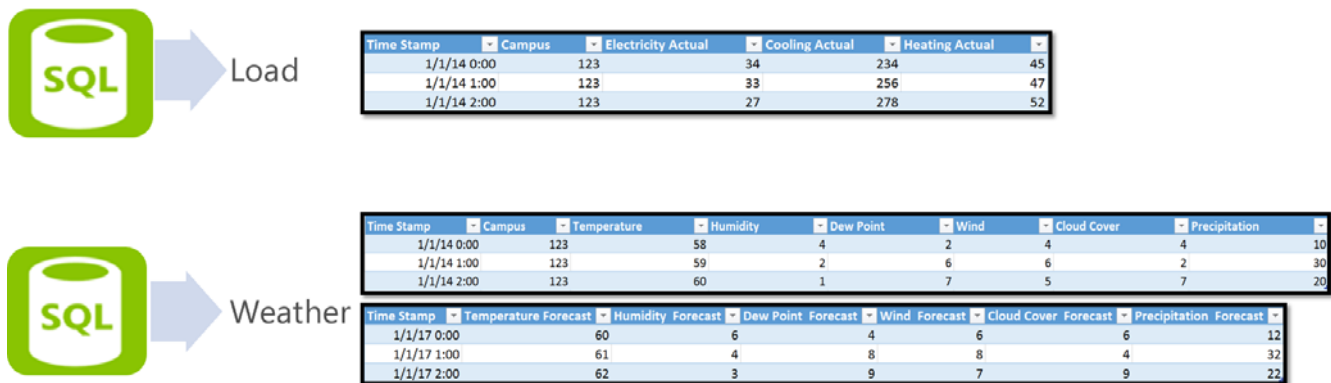 SQL
Load
Time Stamp Campus Electricity Actual Cooling Actual Heating Actual
1/1/14 0:00 123 34 234 45
1/1/14 1:00 123 33 256 47
1/1/14 2:00 123 27 278 52
SQL
Weather
Time Stamp Campus Temperature Humidity Dew Point Wind Cloud Cover Precipitation
1/1/14 0:00 123 58 4 2 4 4 10
1/1/14 1:00 123 59 2 6 6 2 30
1/1/14 2:00 123 60 1 7 5 7 20
Time Stamp Temperature Forecast Humidity Forecast Dew Point Forecast Wind Forecast Cloud Cover Forecast Precipitation Forecast
1/1/17 0:00 60 6 4 6 6 12
1/1/17 1:00 61 4 8 8 4 32
1/1/17 2:00 62 3 9 7 9 22